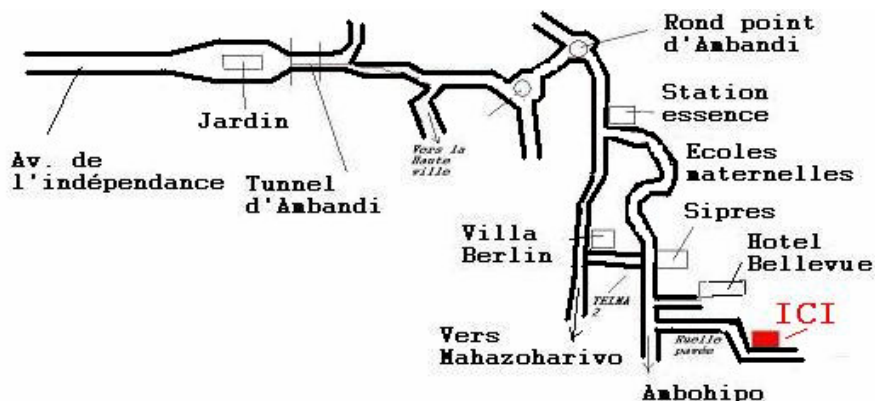 Rond point
d'Ambandi
Jardin
Station
essence
Vers la
Haute
ville
Av. de
l'indépendance
Tunnel
d'Ambandi
Ecoles
maternelles
Villa
Berlin
Sipres
Hotel
Bellevue
TELMA
2
ICI
Vers
Mahazoharivo
Ruelle
pavée
Ambohipo